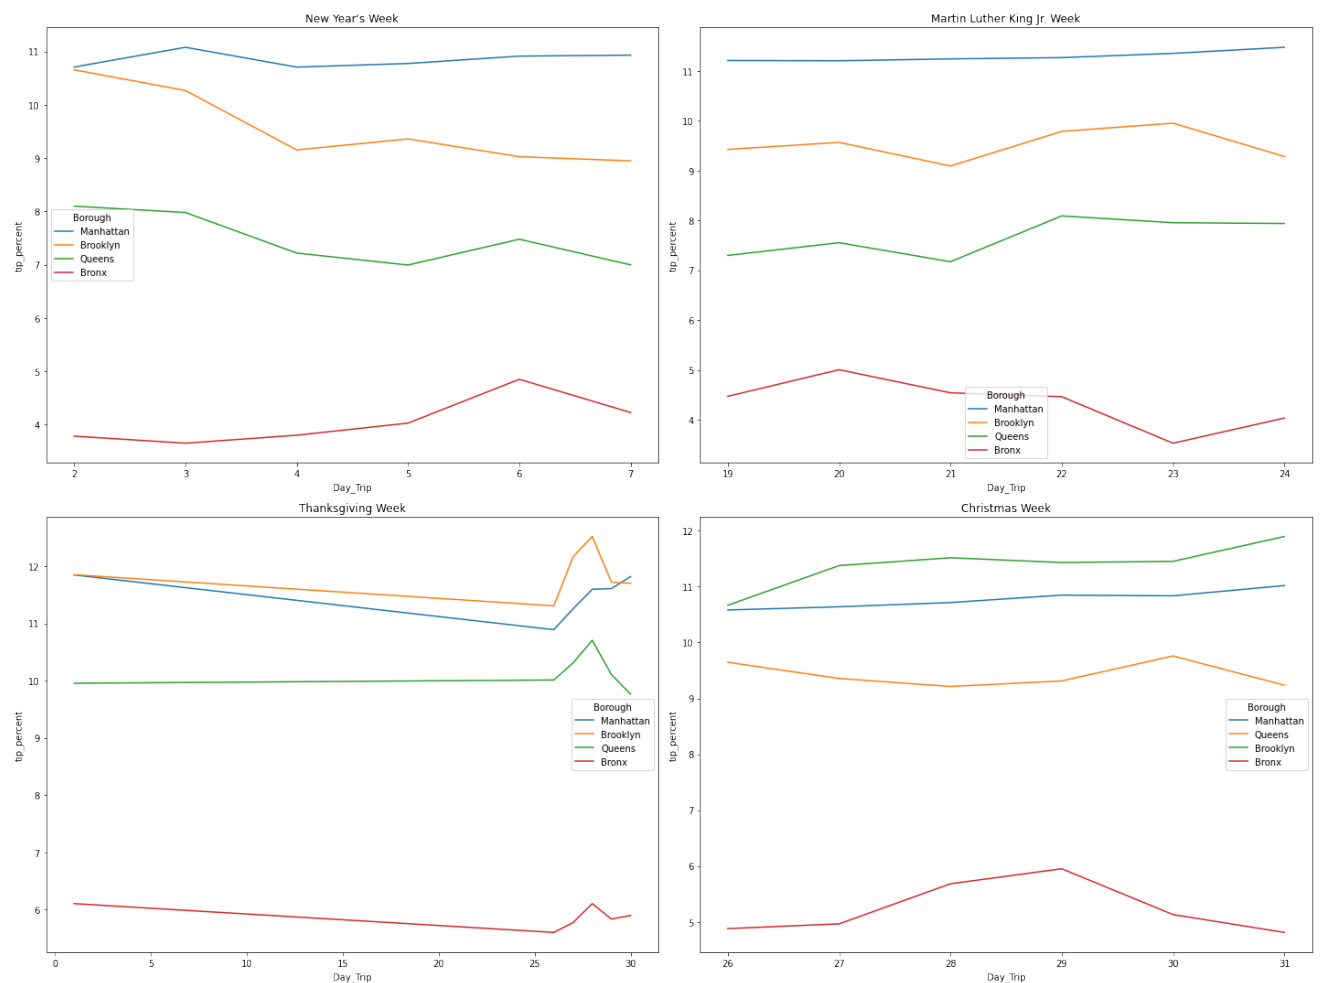 New Year's Week
11
10
9
8
7
6
5
4
tip_percent
Borough
Manhattan
Brooklyn
Queens
Bronx
2 3 4 5 6 7
Day_Trip
Martin Luther King Jr. Week
11
10
9
8
7
6
5
4
tip_percent
Borough
Manhattan
Brooklyn
Queens
Bronx
19 20 21 22 23 24
Day_Trip
Thanksgiving Week
12
11
10
9
8
7
6
tip_percent
Borough
Manhattan
Brooklyn
Queens
Bronx
0 5 10 15 20 25 30
Day_Trip
Christmas Week
12
11
10
9
8
7
6
5
tip_percent
Borough
Manhattan
Queens
Brooklyn
Bronx
26 27 28 29 30 31
Day_Trip